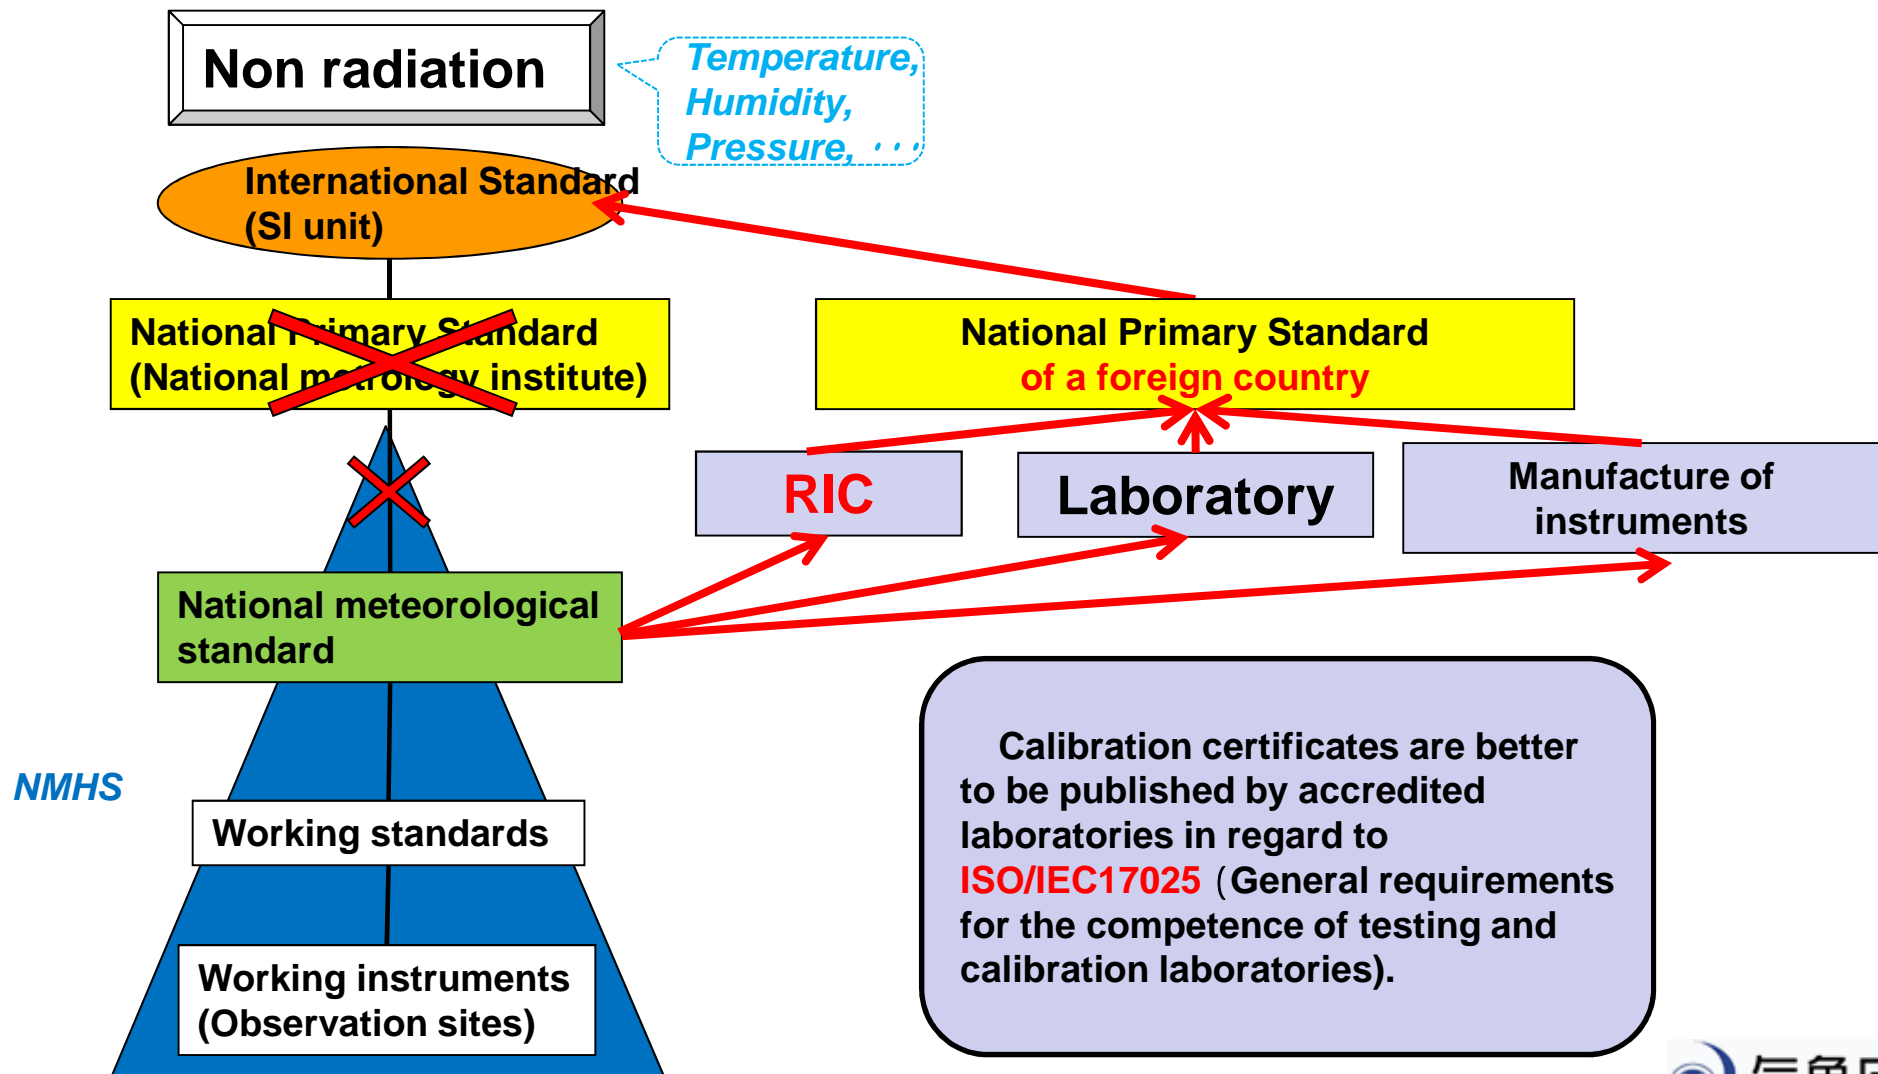 Non radiation
Temperature,
Humidity,
Pressure, ・・・
International Standard
(SI unit)
National Primary Standard
(National metrology institute)
National Primary Standard
of a foreign country
RIC
Laboratory
Manufacture of
instruments
National meteorological
standard
NMHS
Working standards
Working instruments
(Observation sites)
Calibration certificates are better
to be published by accredited
laboratories in regard to
ISO/IEC17025 (General requirements
for the competence of testing and
calibration laboratories).